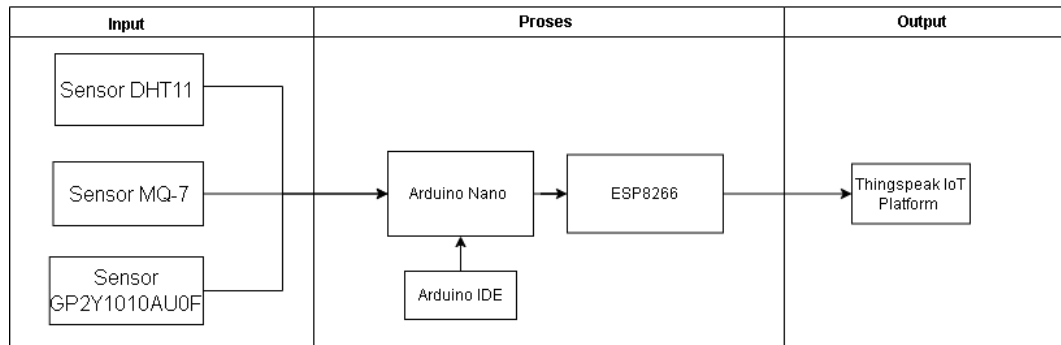 Input
Proses
Output
Sensor DHT11
Sensor MQ-7
Sensor
GP2Y1010AU0F
Arduino Nano
ESP8266
Arduino IDE
Thingspeak IoT
Platform